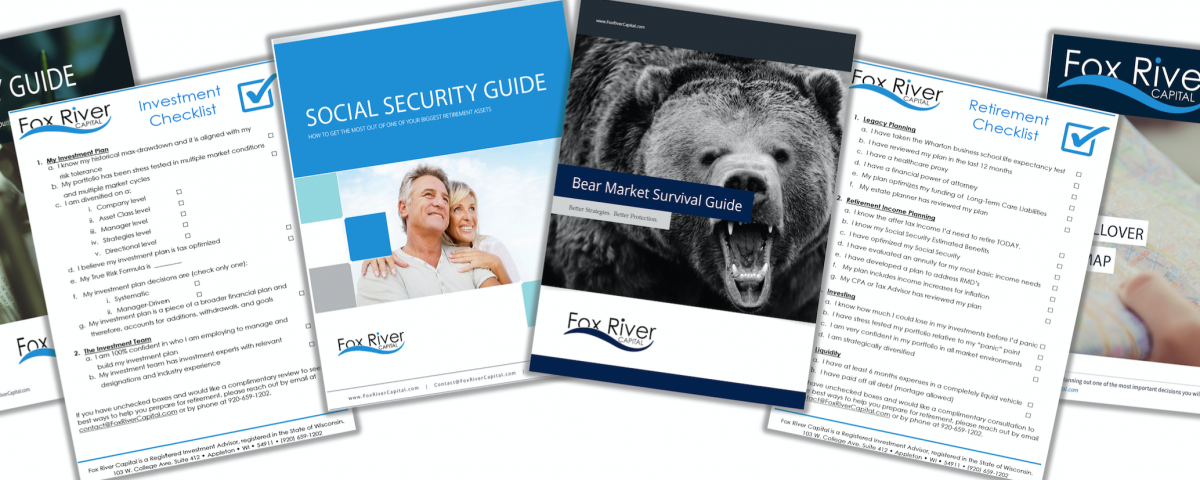 Y GUIDE
Fox
Capital.com
Fox River
CAPITAL
Investment
Checklist
1. My Investment Plan
a. I know my historical max-drawdown and it is aligned with my
risk tolerance
b. My portfolio has been stress tested in multiple market conditions
and multiple market cycles
c. I am diversified on a:
i. Company level
ii. Asset Class level
iii. Manager level
iv. Strategies level
v. Directional level
d. I believe my investment plan is tax optimized
e. My True Risk Formula is ________
f. My investment plan decisions are (check only one):
i. Systematic
ii. Manager-Driven
g. My investment plan is a piece of a broader financial plan and
therefore, accounts for additions, withdrawals, and goals
2. The Investment Team
a. I am 100% confident in who I am employing to manage and
build my investment plan
b. My investment team has investment experts with relevant
designations and industry experience
If you have unchecked boxes and would like a complimentary review to see
best ways to help you prepare for retirement, please reach out by email at
contact@FoxRiverCapital.com or by phone at 920-659-1202.
Fox River Capital is a Registered Investment Advisor, registered in the State of Wisconsin.
103 W. College Ave. Suite 412 • Appleton • WI • 54911 • (920) 659-1202
SOCIAL SECURITY GUIDE
HOW TO GET THE MOST OUT OF ONE OF YOUR BIGGEST RETIREMENT ASSETS
Fox River
CAPITAL
www.FoxRiverCapital.com | Contact@FoxRiverCapital.com
www.FoxRiverCapital.com
Bear Market Survival Guide
Better Strategies. Better Protection.
Fox River
CAPITAL
Fox River
CAPITAL
Retirement
Checklist
1. Legacy Planning
a. I have taken the Wharton business school life expectancy test
b. I have reviewed my plan in the last 12 months
c. I have a healthcare proxy
d. I have a financial power of attorney
e. My plan optimizes my funding of Long-Term Care Liabilities
f. My estate planner has reviewed my plan
2. Retirement Income Planning
a. I know the after tax income I'd need to retire TODAY.
b. I know my Social Security Estimated Benefits
c. I have optimized my Social Security
d. I have evaluated an annuity for my most basic income needs
e. I have developed a plan to address RMD's
f. My plan includes income increases for inflation
g. My CPA or Tax Advisor has reviewed my plan
Investing
a. I know how much I could lose in my investments before I'd panic
b. I have stress tested my portfolio relative to my "panic" point
c. I am very confident in my portfolio in all market environments
d. I am strategically diversified
Liquidity
I have at least 6 months expenses in a completely liquid vehicle
I have paid off all debt (mortgage allowed)
have unchecked boxes and would like a complimentary consultation to
best ways to help you prepare for retirement, please reach out by email
contact@FoxRiverCapital.com or by phone at 920-659-1202.
Fox River Capital is a Registered Investment Advisor, registered in the State of Wisconsin.
103 W. College Ave. Suite 412 • Appleton • WI • 54911 • (920) 659-1202
Fox River
CAPITAL
LLOVER
MAP
anning out one of the most important decisions you wil
al.com